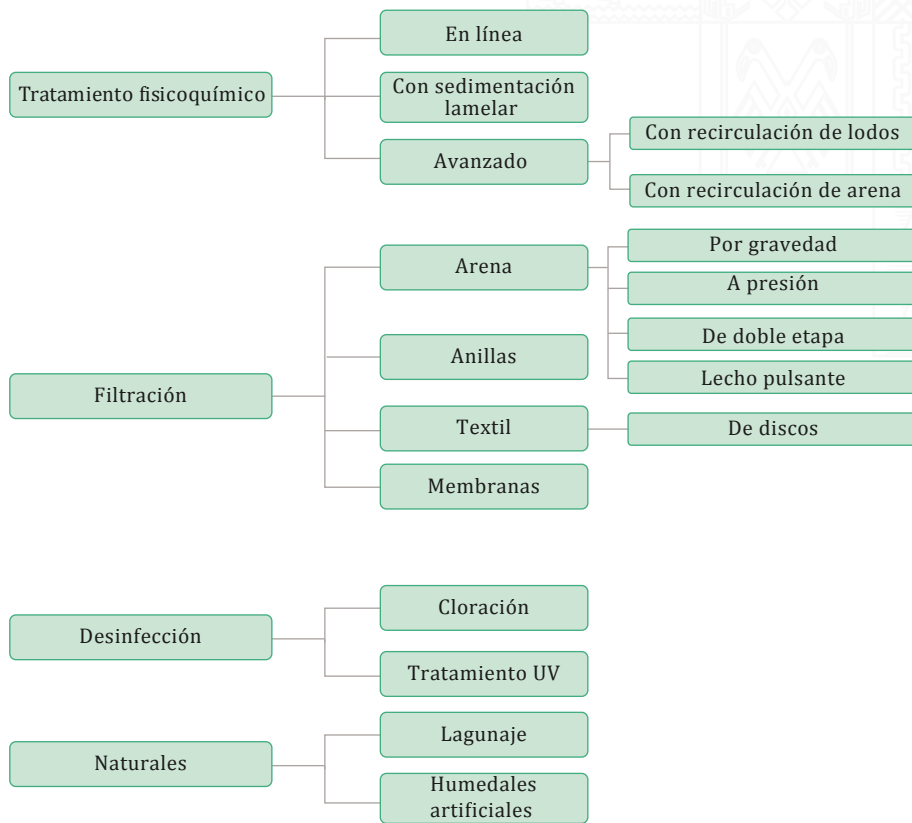 Tratamiento fisicoquímico
En línea
Con sedimentación
lamelar
Avanzado
Con recirculación de lodos
Con recirculación de arena
Filtración
Arena
Por gravedad
A presión
De doble etapa
Lecho pulsante
Anillas
Textil
De discos
Membranas
Desinfección
Cloración
Tratamiento UV
Naturales
Lagunaje
Humedales
artificiales